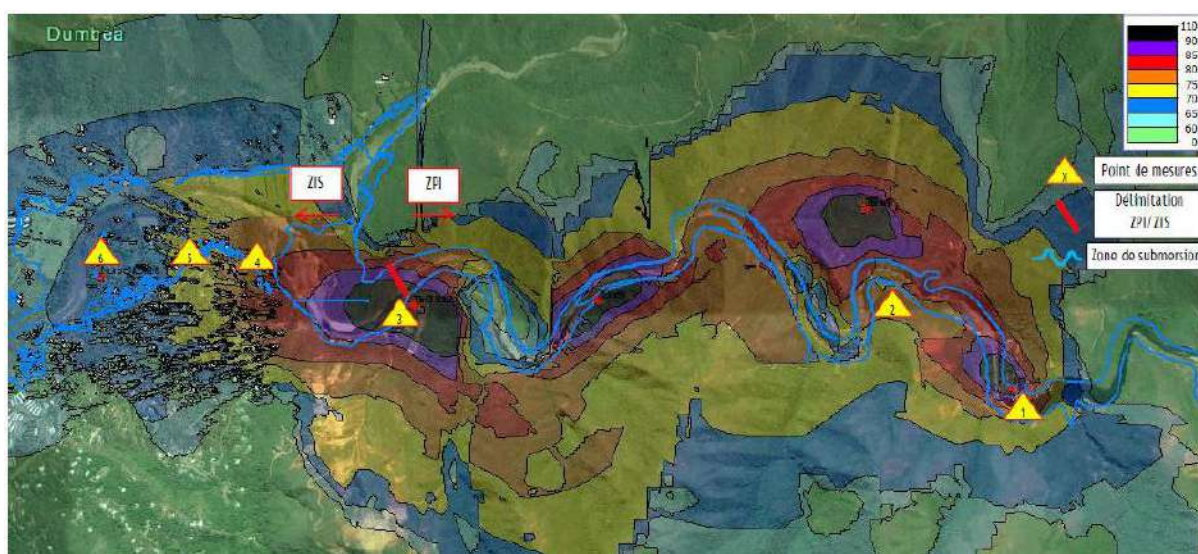 Dumbéa
110
90
85
80
75
70
65
60
0
x
Point de mesures
Délimitation
ZPI/ ZIS
Zone de submersion
ZIS
ZPI
6
5
4
3
2
1